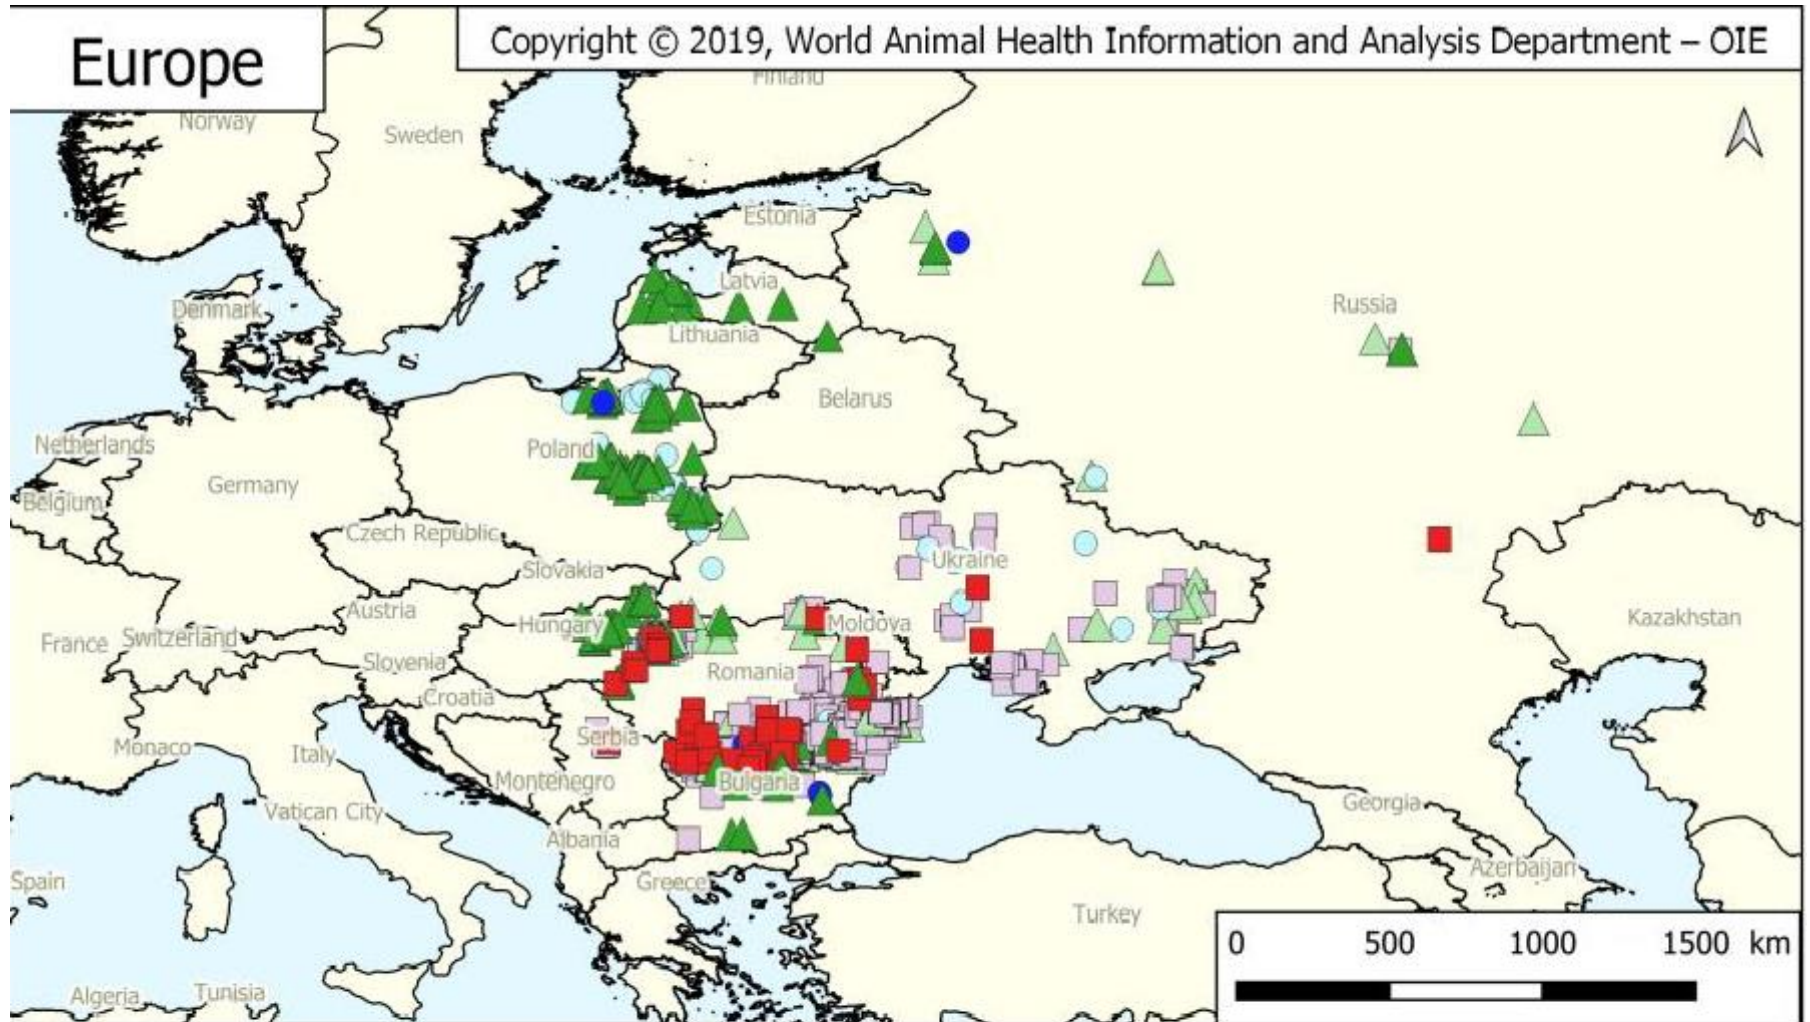 Europe
Copyright © 2019, World Animal Health Information and Analysis Department – OIE
Finland
Norway
Sweden
Estonia
Latvia
Russia
Denmark
Lithuania
Belarus
Netherlands
Poland
Germany
Belgium
Czech Republic
Ukraine
Slovakia
Austria
Kazakhstan
Hungary
Moldova
France
Switzerland
Slovenia
Romania
Croatia
Serbia
Monaco
Italy
Montenegro
Bulgaria
Georgia
Vatican City
Albania
Azerbaijan
Spain
Greece
Turkey
0 500 1000 1500 km
Algeria
Tunisia